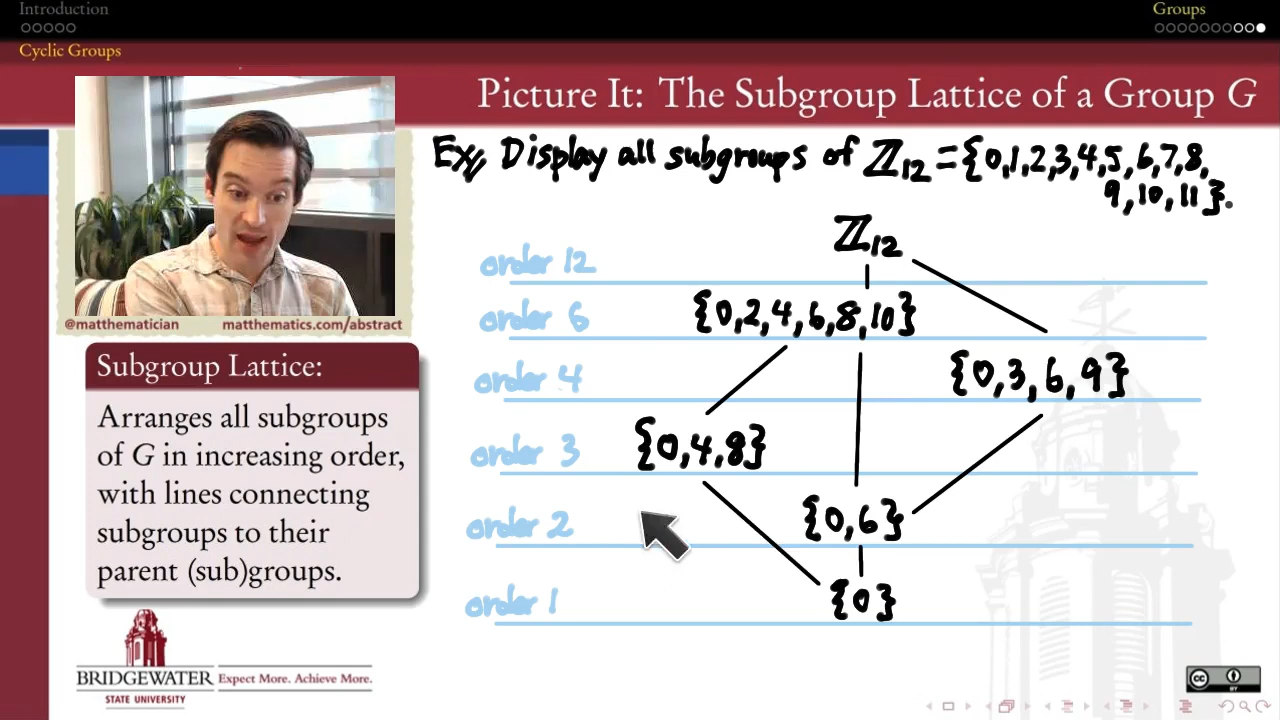 Introduction
Groups
Cyclic Groups
Picture It: The Subgroup Lattice of a Group G
Ex// Display all subgroups of ℤ12 = {0,1,2,3,4,5,6,7,8,
9,10,11}.
@matthematician matthematics.com/abstract
Subgroup Lattice:
Arranges all subgroups
of G in increasing order,
with lines connecting
subgroups to their
parent (sub)groups.
order 12 ℤ12
order 6 {0,2,4,6,8,10}
order 4 {0,3,6,9}
order 3 {0,4,8}
order 2 {0,6}
order 1 {0}
BRIDGEWATER
STATE UNIVERSITY
Expect More. Achieve More.
cc
BY